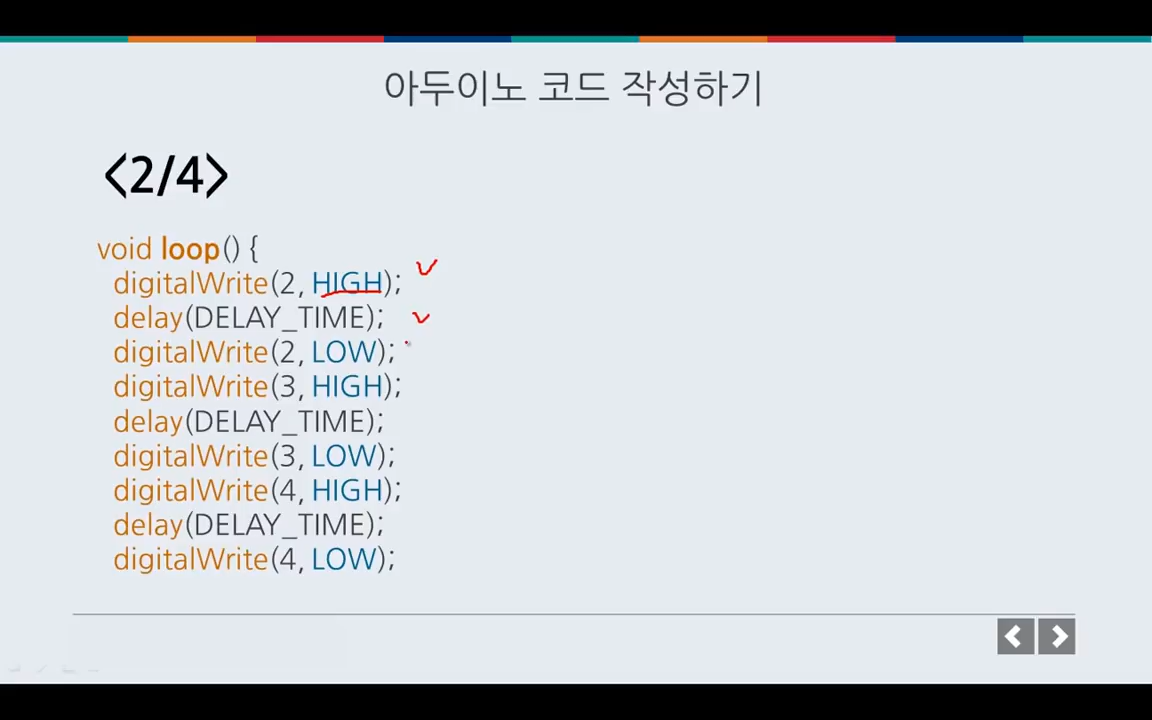 아두이노 코드 작성하기
<2/4>
void loop() {
digitalWrite(2, HIGH);
delay(DELAY_TIME);
digitalWrite(2, LOW);
digitalWrite(3, HIGH);
delay(DELAY_TIME);
digitalWrite(3, LOW);
digitalWrite(4, HIGH);
delay(DELAY_TIME);
digitalWrite(4, LOW);